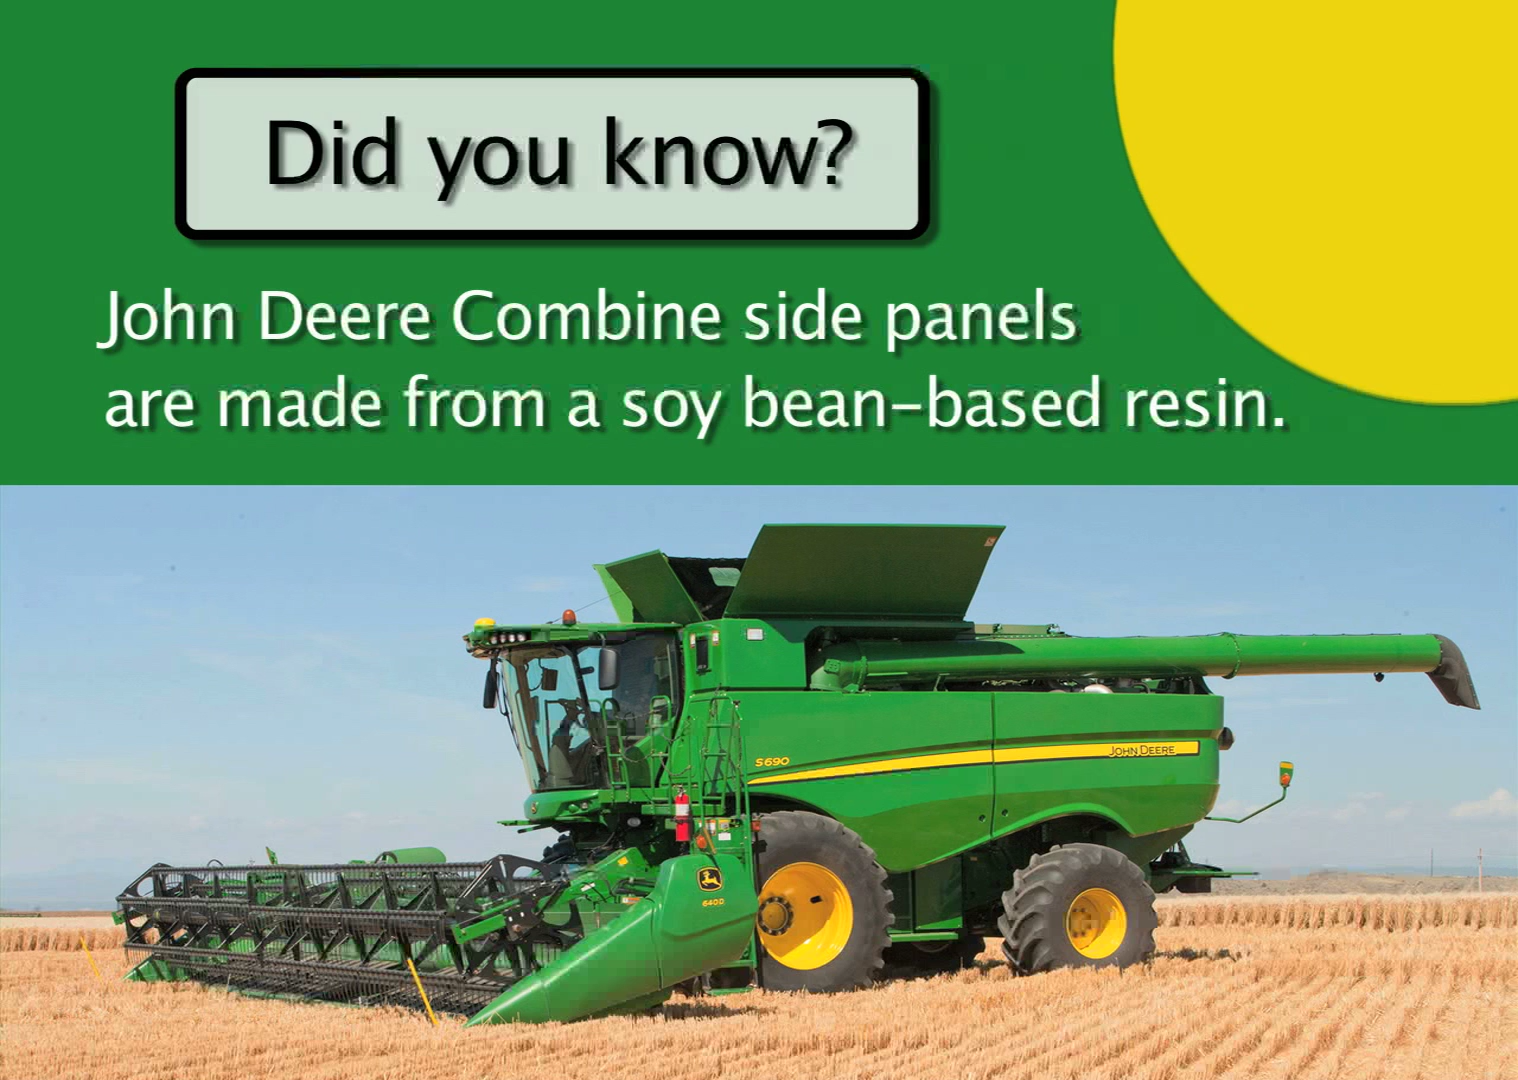 Did you know?
John Deere Combine side panels
are made from a soy bean-based resin.
S690
JOHN DEERE
640D